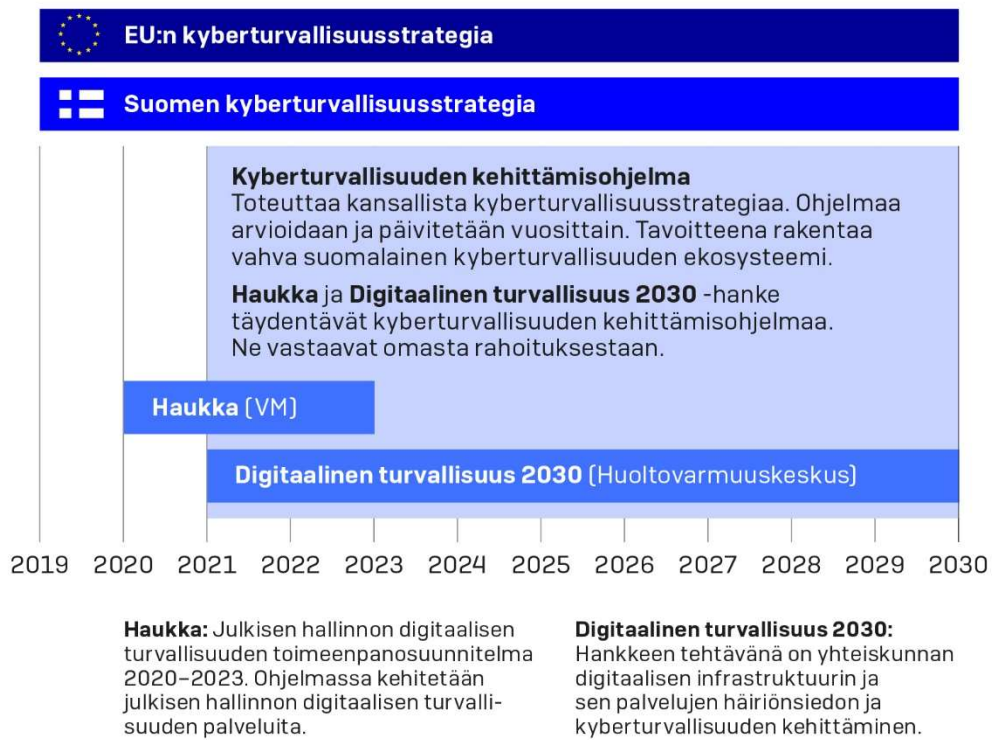 EU:n kyberturvallisuusstrategia
Suomen kyberturvallisuusstrategia
Kyberturvallisuuden kehittämisohjelma
Toteuttaa kansallista kyberturvallisuusstrategiaa. Ohjelmaa
arvioidaan ja päivitetään vuosittain. Tavoitteena rakentaa
vahva suomalainen kyberturvallisuuden ekosysteemi.
Haukka ja Digitaalinen turvallisuus 2030 -hanke
täydentävät kyberturvallisuuden kehittämisohjelmaa.
Ne vastaavat omasta rahoituksestaan.
Haukka (VM)
Digitaalinen turvallisuus 2030 (Huoltovarmuuskeskus)
2019 2020 2021 2022 2023 2024 2025 2026 2027 2028 2029 2030
Haukka: Julkisen hallinnon digitaalisen
turvallisuuden toimeenpanosuunnitelma
2020–2023. Ohjelmassa kehitetään
julkisen hallinnon digitaalisen turvalli-
suuden palveluita.
Digitaalinen turvallisuus 2030:
Hankkeen tehtävänä on yhteiskunnan
digitaalisen infrastruktuurin ja
sen palvelujen häiriönsiedon ja
kyberturvallisuuden kehittäminen.